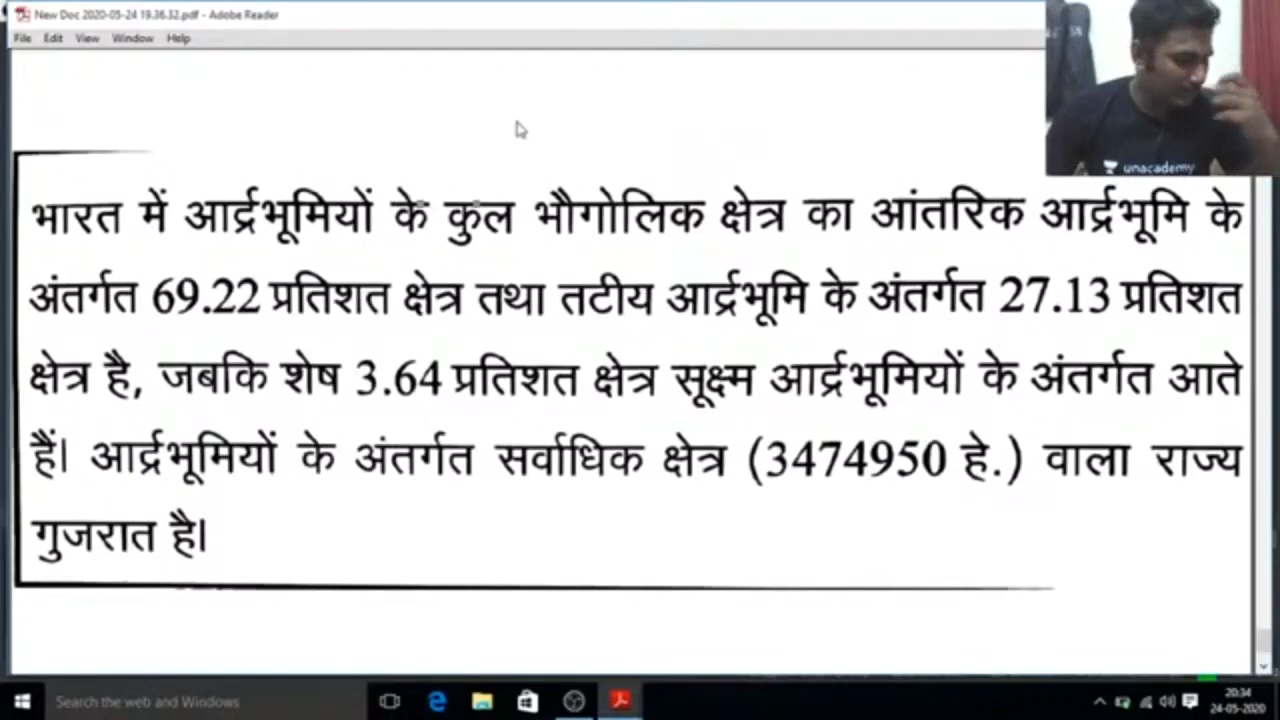 New Doc 2020-05-24 19.36.32.pdf - Adobe Reader
File Edit View Window Help
unacademy
भारत में आर्द्रभूमियों के कुल भौगोलिक क्षेत्र का आंतरिक आर्द्रभूमि के
अंतर्गत 69.22 प्रतिशत क्षेत्र तथा तटीय आर्द्रभूमि के अंतर्गत 27.13 प्रतिशत
क्षेत्र है, जबकि शेष 3.64 प्रतिशत क्षेत्र सूक्ष्म आर्द्रभूमियों के अंतर्गत आते
हैं। आर्द्रभूमियों के अंतर्गत सर्वाधिक क्षेत्र (3474950 हे.) वाला राज्य
गुजरात है।
Search the web and Windows
20:34
24-05-2020